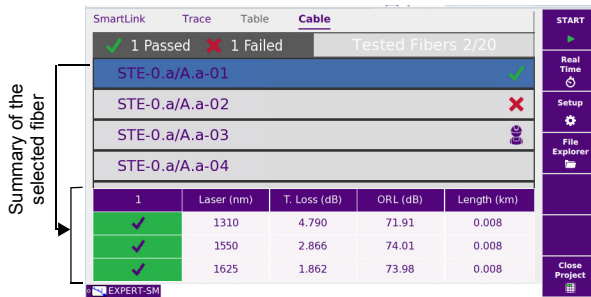 SmartLink Trace Table Cable
1 Passed 1 Failed Tested Fibers 2/20
STE-0.a/A.a-01
STE-0.a/A.a-02
STE-0.a/A.a-03
STE-0.a/A.a-04
Summary of the
selected fiber
1 Laser (nm) T. Loss (dB) ORL (dB) Length (km)
1310 4.790 71.91 0.008
1550 2.866 74.01 0.008
1625 1.862 73.98 0.008
EXPERT-SM
START
Real
Time
Setup
File
Explorer
Close
Project